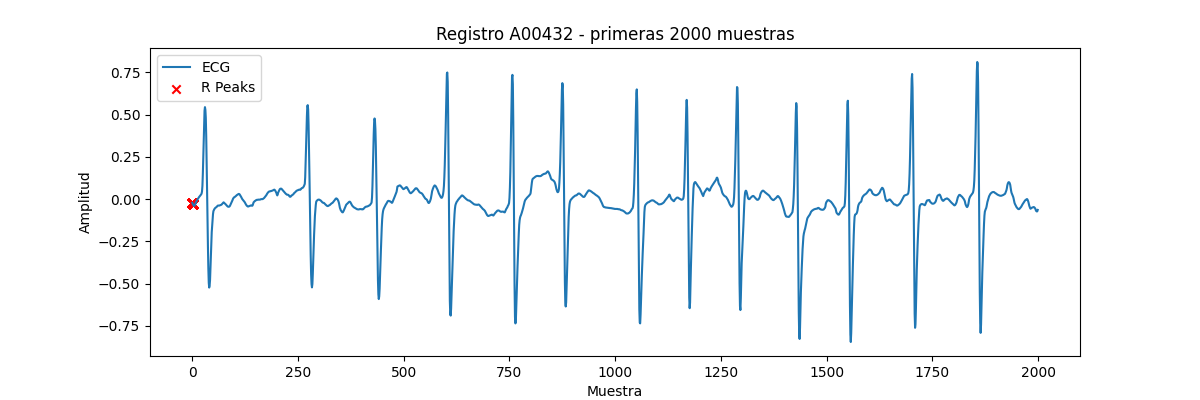 Registro A00432 - primeras 2000 muestras
ECG
R Peaks
Amplitud
0.75
0.50
0.25
0.00
−0.25
−0.50
−0.75
0 250 500 750 1000 1250 1500 1750 2000
Muestra